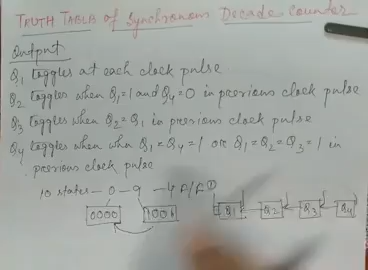 TRUTH TABLE of Synchronous Decade Counter
Output
Q1 toggles at each clock pulse
Q2 toggles when Q1=1 and Q4=0 in previous clock pulse
Q3 toggles when Q2=Q1 in previous clock pulse
Q4 toggles when when Q1=Q4=1 or Q1=Q2=Q3=1 in
previous clock pulse
10 states - 0 - 9 - 4 F/F
0000 1001 Q1 Q2 Q3 Q4